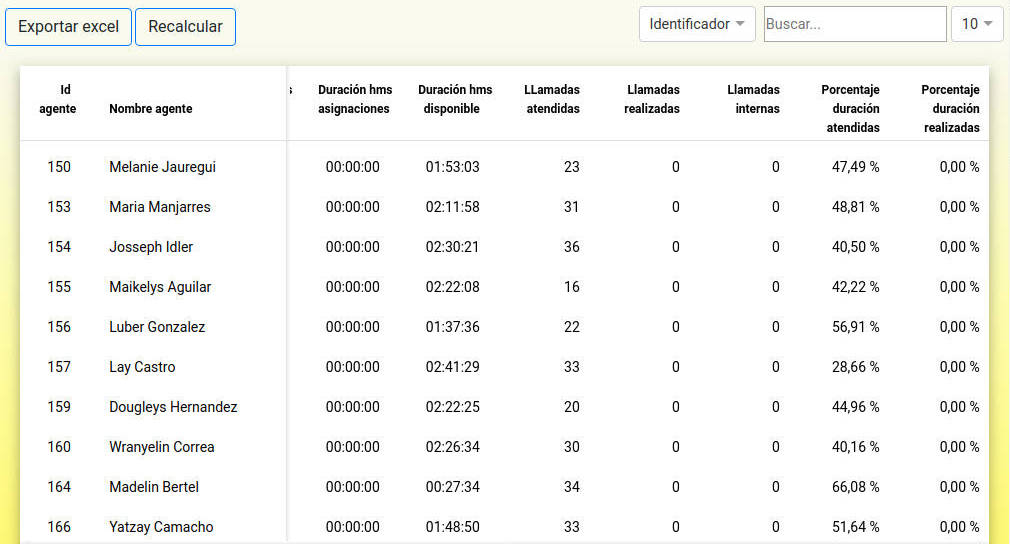 Exportar excel Recalcular Identificador Buscar... 10
Id agente Nombre agente Duración hms asignaciones Duración hms disponible LLamadas atendidas Llamadas realizadas Llamadas internas Porcentaje duración atendidas Porcentaje duración realizadas
150 Melanie Jauregui 00:00:00 01:53:03 23 0 0 47,49 % 0,00 %
153 Maria Manjarres 00:00:00 02:11:58 31 0 0 48,81 % 0,00 %
154 Josseph Idler 00:00:00 02:30:21 36 0 0 40,50 % 0,00 %
155 Maikelys Aguilar 00:00:00 02:22:08 16 0 0 42,22 % 0,00 %
156 Luber Gonzalez 00:00:00 01:37:36 22 0 0 56,91 % 0,00 %
157 Lay Castro 00:00:00 02:41:29 33 0 0 28,66 % 0,00 %
159 Dougleys Hernandez 00:00:00 02:22:25 20 0 0 44,96 % 0,00 %
160 Wranyelin Correa 00:00:00 02:26:34 30 0 0 40,16 % 0,00 %
164 Madelin Bertel 00:00:00 00:27:34 34 0 0 66,08 % 0,00 %
166 Yatzay Camacho 00:00:00 01:48:50 33 0 0 51,64 % 0,00 %